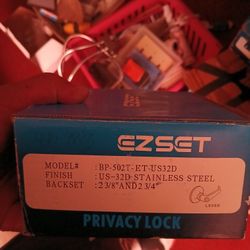 EZSET
MODEL# : BP-502T-ET-US32D
FINISH : US-32D STAINLESS STEEL
BACKSET : 2 3/8"AND 2 3/4"
LEVER
PRIVACY LOCK